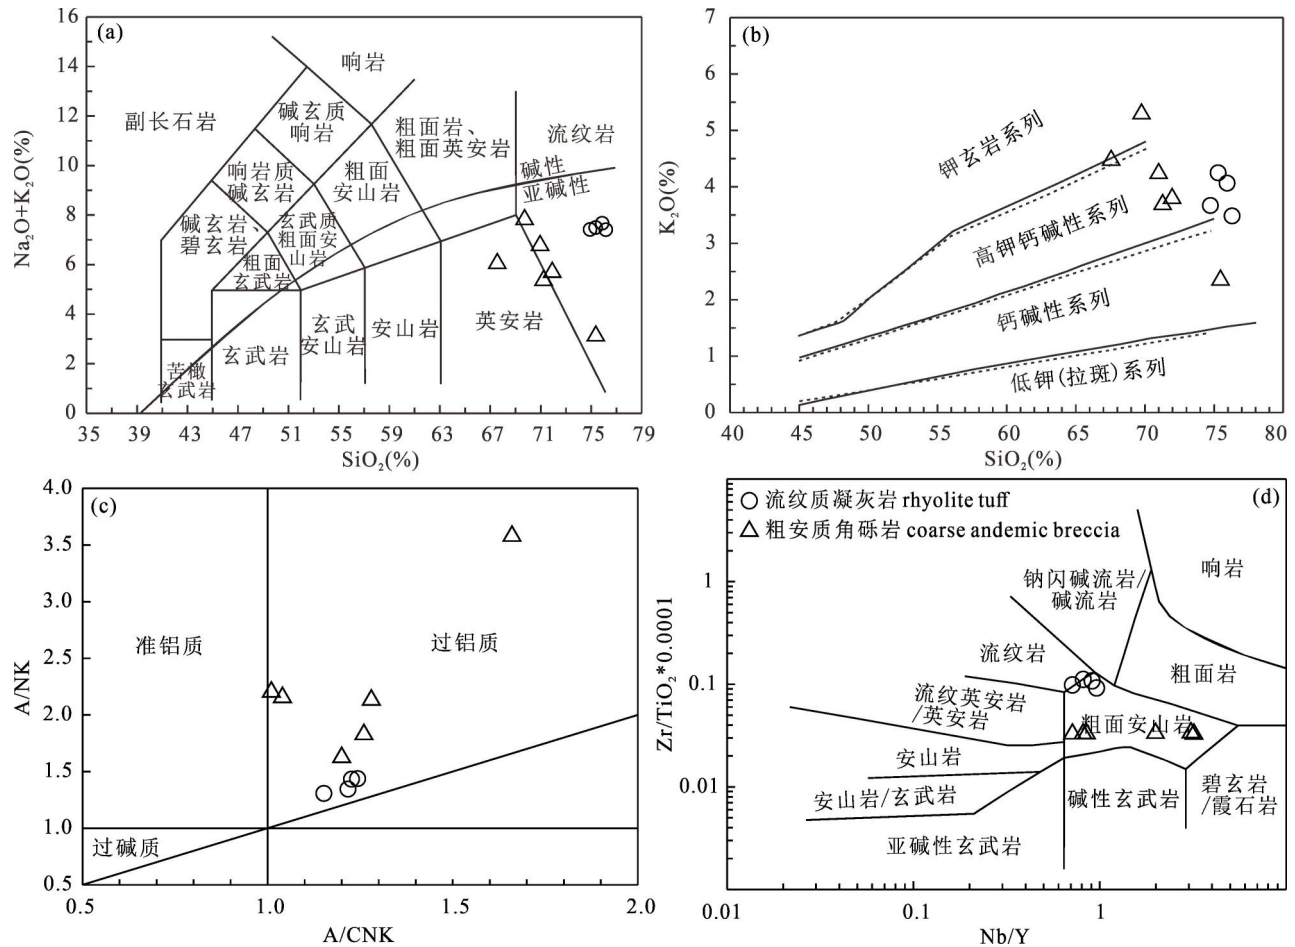 (a)
16
14
12
10
8
6
4
2
0
Na₂O+K₂O(%)
响岩
副长石岩
碱玄质
响岩
粗面岩、
粗面英安岩
流纹岩
响岩质
碱玄岩
粗面
安山岩
碱性
亚碱性
碱玄岩、
碧玄岩
玄武质
粗面安
山岩
粗面
玄武岩
苦橄
玄武岩
玄武岩
玄武
安山岩
安山岩
英安岩
35 39 43 47 51 55 59 63 67 71 75 79
SiO₂(%)
(b)
7
6
5
4
3
2
1
0
K₂O(%)
钾玄岩系列
高钾钙碱性系列
钙碱性系列
低钾(拉斑)系列
40 45 50 55 60 65 70 75 80
SiO₂(%)
(c)
4.0
3.5
3.0
2.5
2.0
1.5
1.0
0.5
A/NK
准铝质
过铝质
过碱质
0.5 1.0 1.5 2.0
A/CNK
(d)
流纹质凝灰岩 rhyolite tuff
粗安质角砾岩 coarse andemic breccia
1
0.1
0.01
Zr/TiO₂*0.0001
钠闪碱流岩/
碱流岩
响岩
流纹岩
粗面岩
流纹英安岩
/英安岩
粗面安山岩
安山岩
安山岩/玄武岩
碱性玄武岩
碧玄岩
/霞石岩
亚碱性玄武岩
0.01 0.1 1
Nb/Y